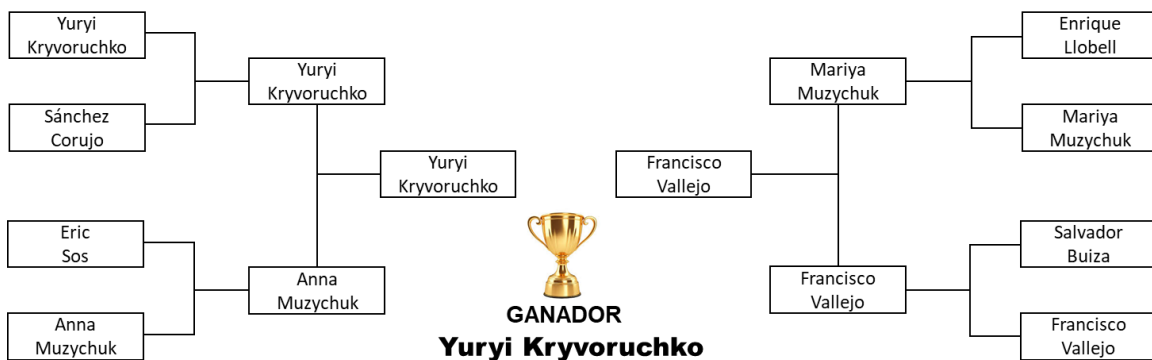 Yuryi
Kryvoruchko
Sánchez
Corujo
Eric
Sos
Anna
Muzychuk
Yuryi
Kryvoruchko
Anna
Muzychuk
Yuryi
Kryvoruchko
GANADOR
Yuryi Kryvoruchko
Francisco
Vallejo
Mariya
Muzychuk
Francisco
Vallejo
Enrique
Llobell
Mariya
Muzychuk
Salvador
Buiza
Francisco
Vallejo